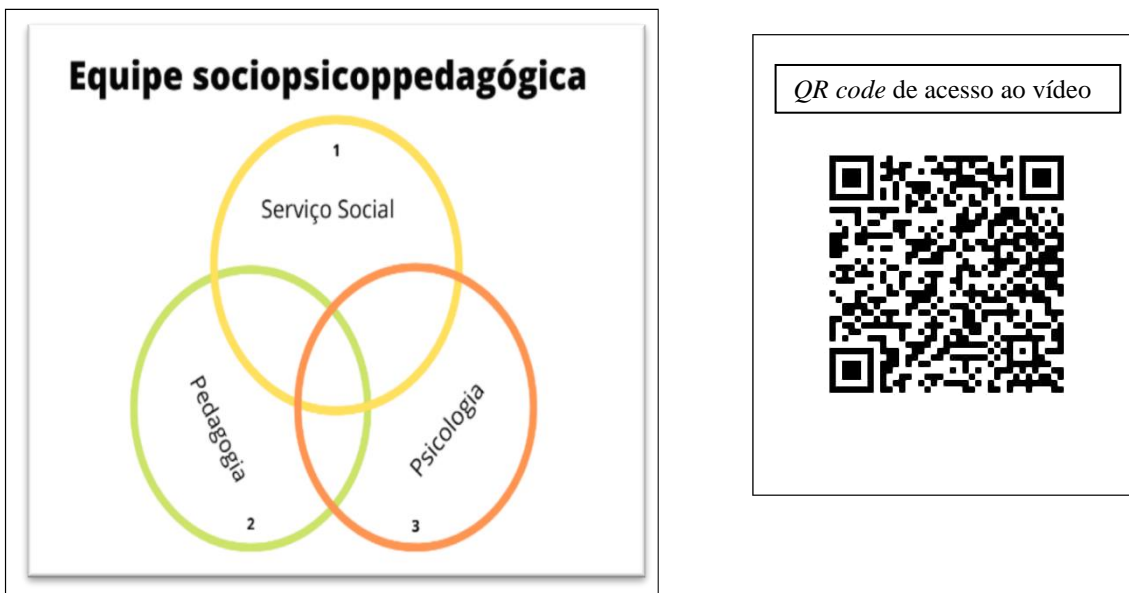 Equipe sociopsicoppedagógica
1
Serviço Social
Pedagogia
2
Psicologia
3
QR code de acesso ao vídeo